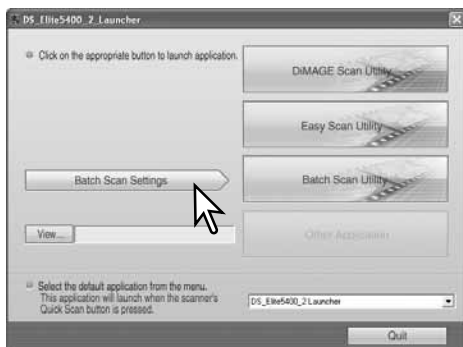 DS_Elite5400_2_Launcher
Click on the appropriate button to launch application.
DiMAGE Scan Utility
Easy Scan Utility
Batch Scan Settings
Batch Scan Utility
View...
Other Application
Select the default application from the menu.
This application will launch when the scanner's
Quick Scan button is pressed.
DS_Elite5400_2 Launcher
Quit